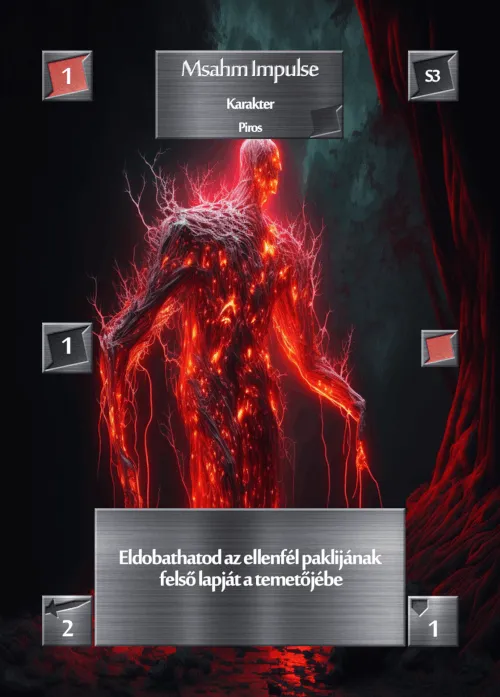 1
Msahm Impulse
S3
Karakter
Piros
1
Eldobathatod az ellenfél paklijának
felső lapját a temetőjébe
2
1